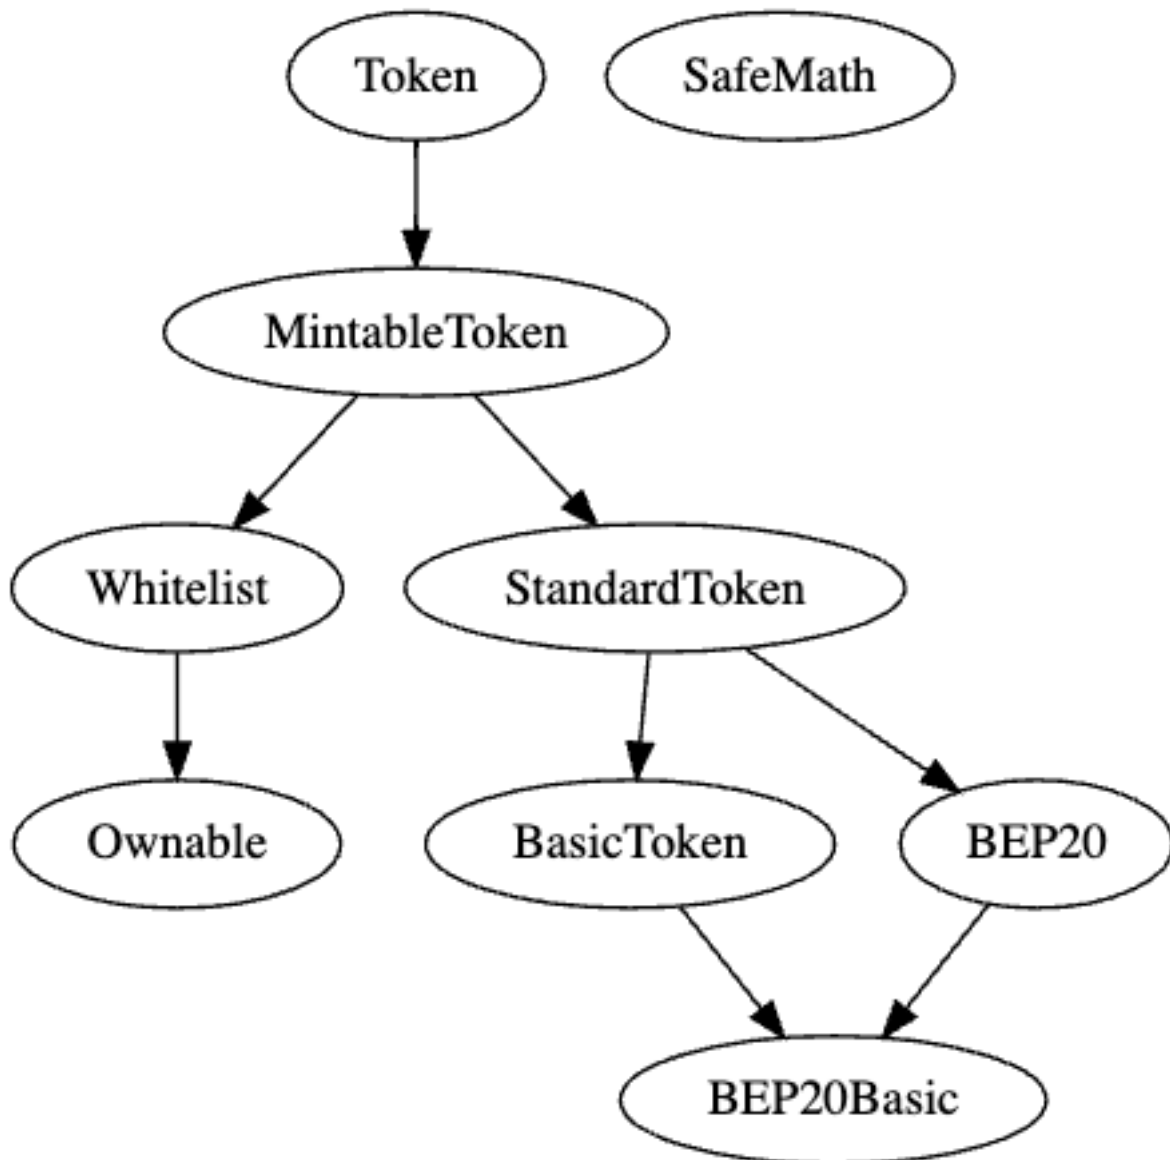 Token
SafeMath
MintableToken
Whitelist
StandardToken
Ownable
BasicToken
BEP20
BEP20Basic